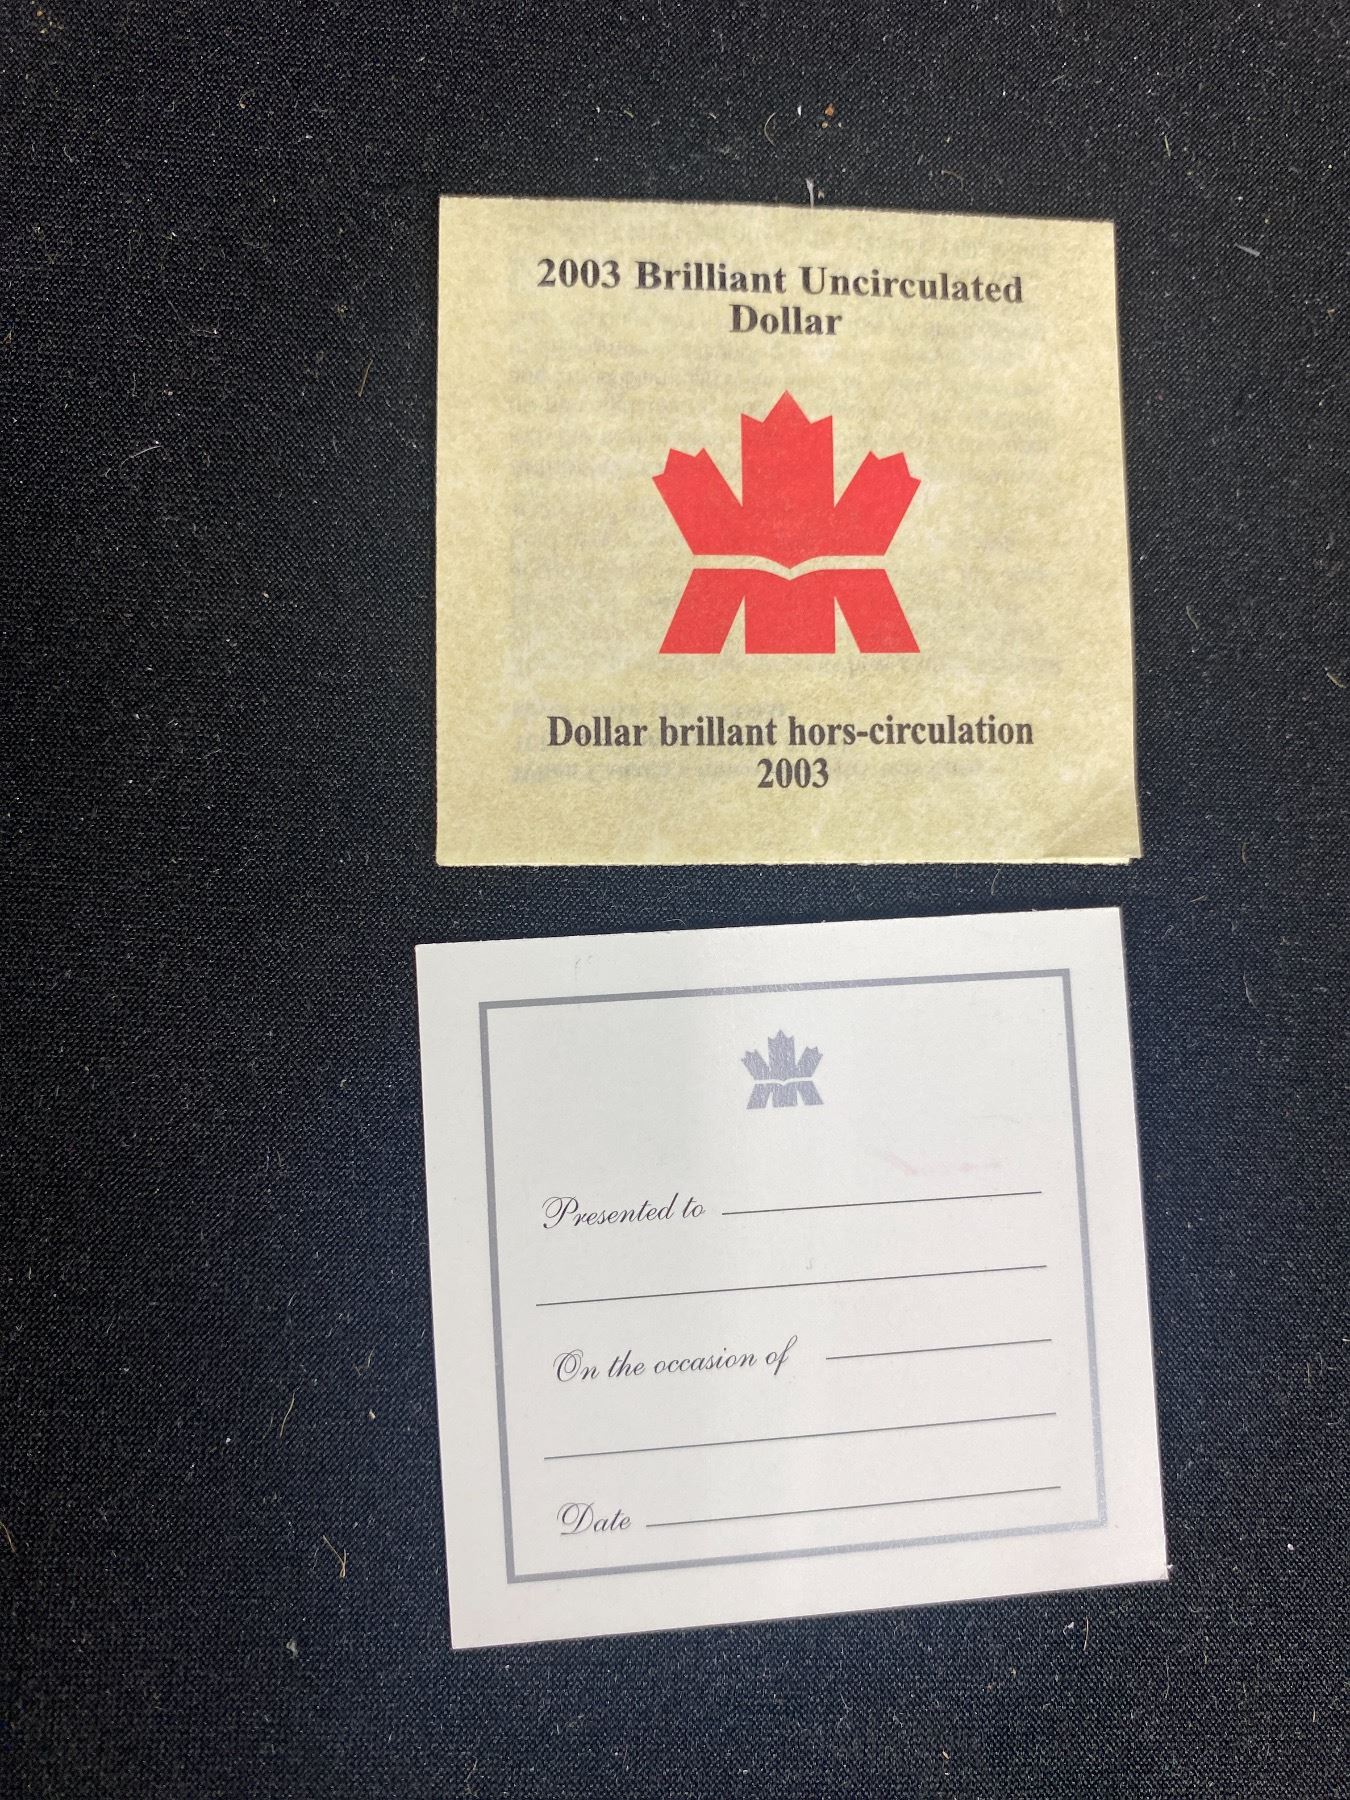 2003 Brilliant Uncirculated
Dollar
Dollar brillant hors-circulation
2003
Presented to
On the occasion of
Date